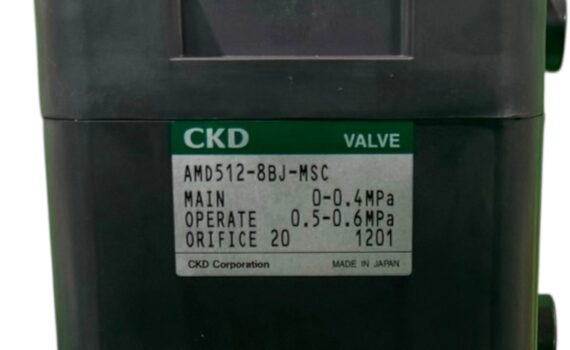 CKD VALVE
AMD512-8BJ-MSC
MAIN 0-0.4MPa
OPERATE 0.5-0.6MPa
ORIFICE 20 1201
CKD Corporation MADE IN JAPAN